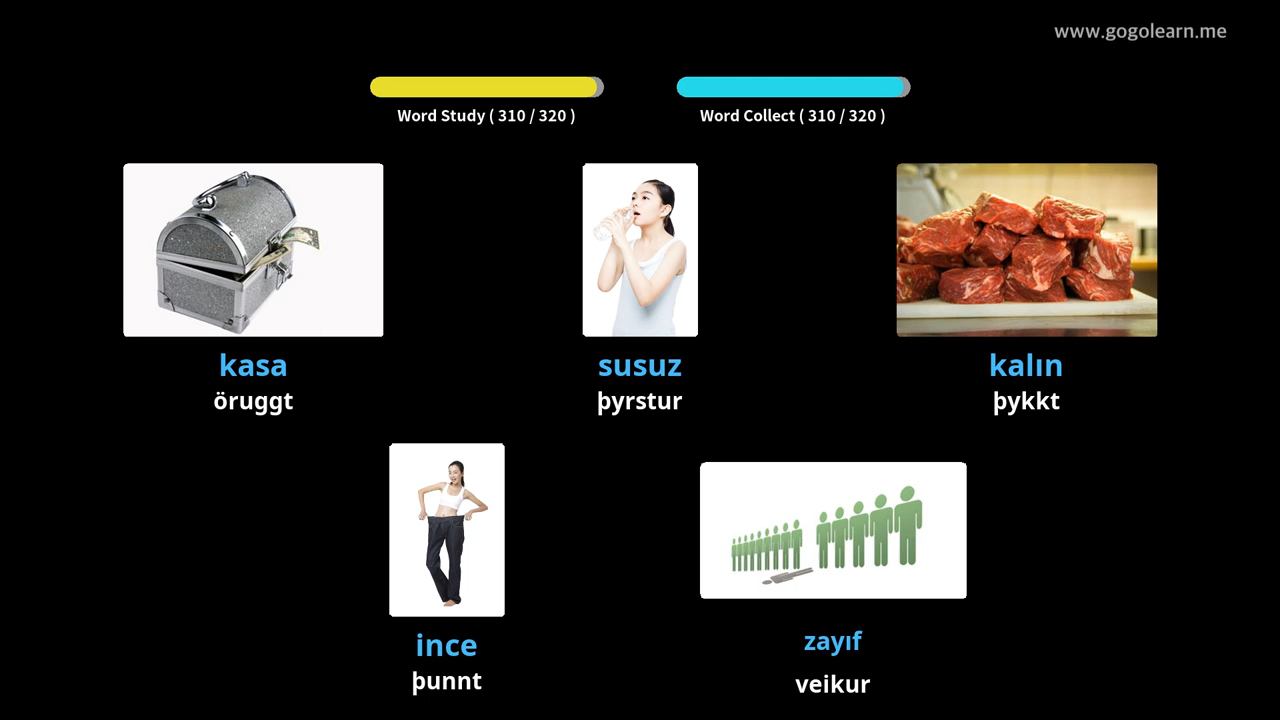 www.gogolearn.me
Word Study ( 310 / 320 )
Word Collect ( 310 / 320 )
kasa
öruggt
susuz
þyrstur
kalın
þykkt
ince
þunnt
zayıf
veikur